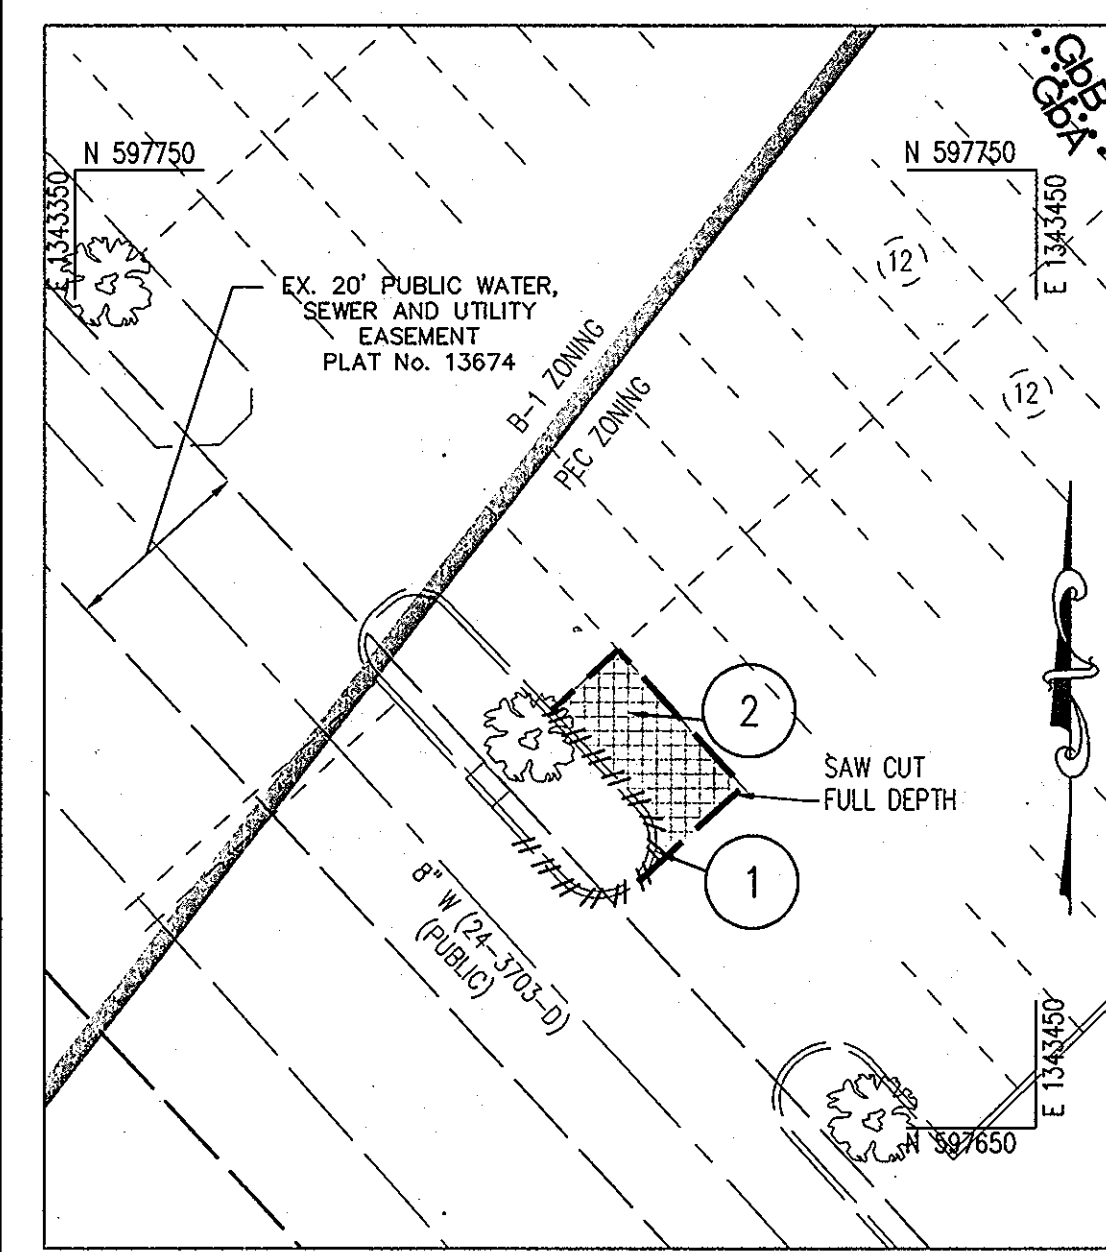 GbB
GbA
N 597750
E 1343350
N 597750
E 1343450
12
EX. 20' PUBLIC WATER,
SEWER AND UTILITY
EASEMENT
PLAT No. 13674
B-1 ZONING
PEC ZONING
12
2
SAW CUT
FULL DEPTH
1
8" W (24-3703-D)
(PUBLIC)
E 1343450
N 597650